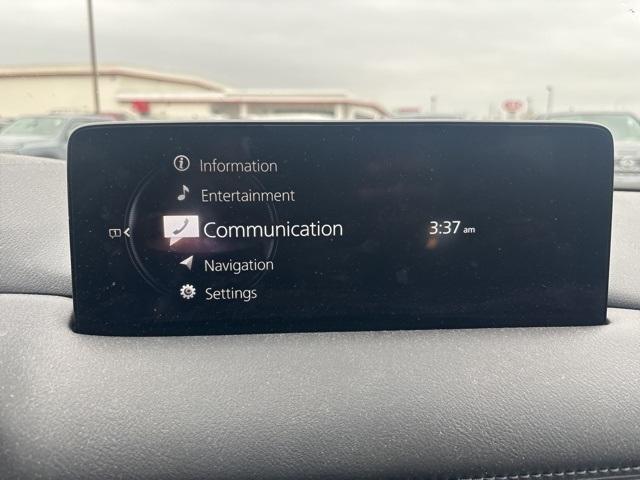 Information
Entertainment
Communication
3:37 am
Navigation
Settings